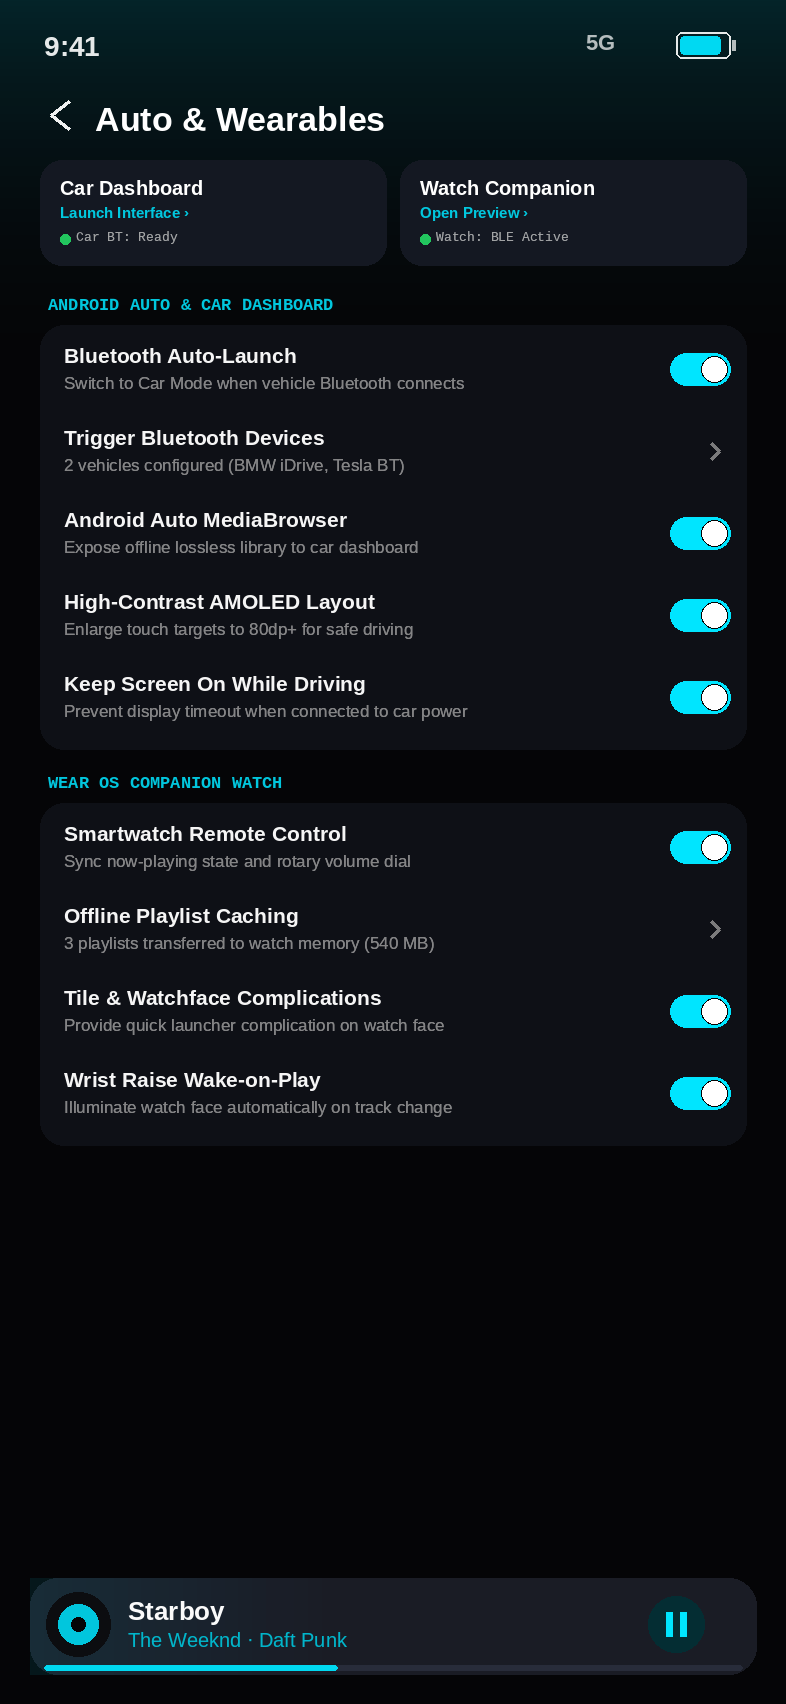 9:41
5G
Auto & Wearables
Car Dashboard
Launch Interface ›
Car BT: Ready
Watch Companion
Open Preview ›
Watch: BLE Active
ANDROID AUTO & CAR DASHBOARD
Bluetooth Auto-Launch
Switch to Car Mode when vehicle Bluetooth connects
Trigger Bluetooth Devices
2 vehicles configured (BMW iDrive, Tesla BT)
Android Auto MediaBrowser
Expose offline lossless library to car dashboard
High-Contrast AMOLED Layout
Enlarge touch targets to 80dp+ for safe driving
Keep Screen On While Driving
Prevent display timeout when connected to car power
WEAR OS COMPANION WATCH
Smartwatch Remote Control
Sync now-playing state and rotary volume dial
Offline Playlist Caching
3 playlists transferred to watch memory (540 MB)
Tile & Watchface Complications
Provide quick launcher complication on watch face
Wrist Raise Wake-on-Play
Illuminate watch face automatically on track change
Starboy
The Weeknd · Daft Punk